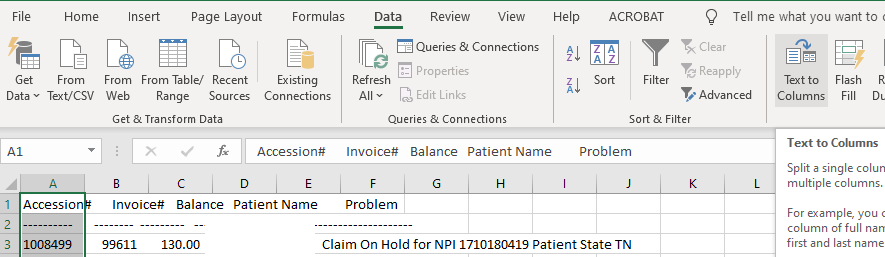 File Home Insert Page Layout Formulas Data Review View Help ACROBAT Tell me what you want to
Get Data From Text/CSV From Web From Table/ Range Recent Sources Existing Connections
Refresh All Queries & Connections Properties Edit Links
Sort Filter Clear Reapply Advanced
Text to Columns Flash Fill
Get & Transform Data Queries & Connections Sort & Filter
A1 fx Accession# Invoice# Balance Patient Name Problem
A B C D E F G H I J K L
1 Accession# Invoice# Balance Patient Name Problem
2 ---------- -------- -------- -- --------------------
3 1008499 99611 130.00 Claim On Hold for NPI 1710180419 Patient State TN
Text to Columns
Split a single
multiple columns.
For example, you
column of full
first and last